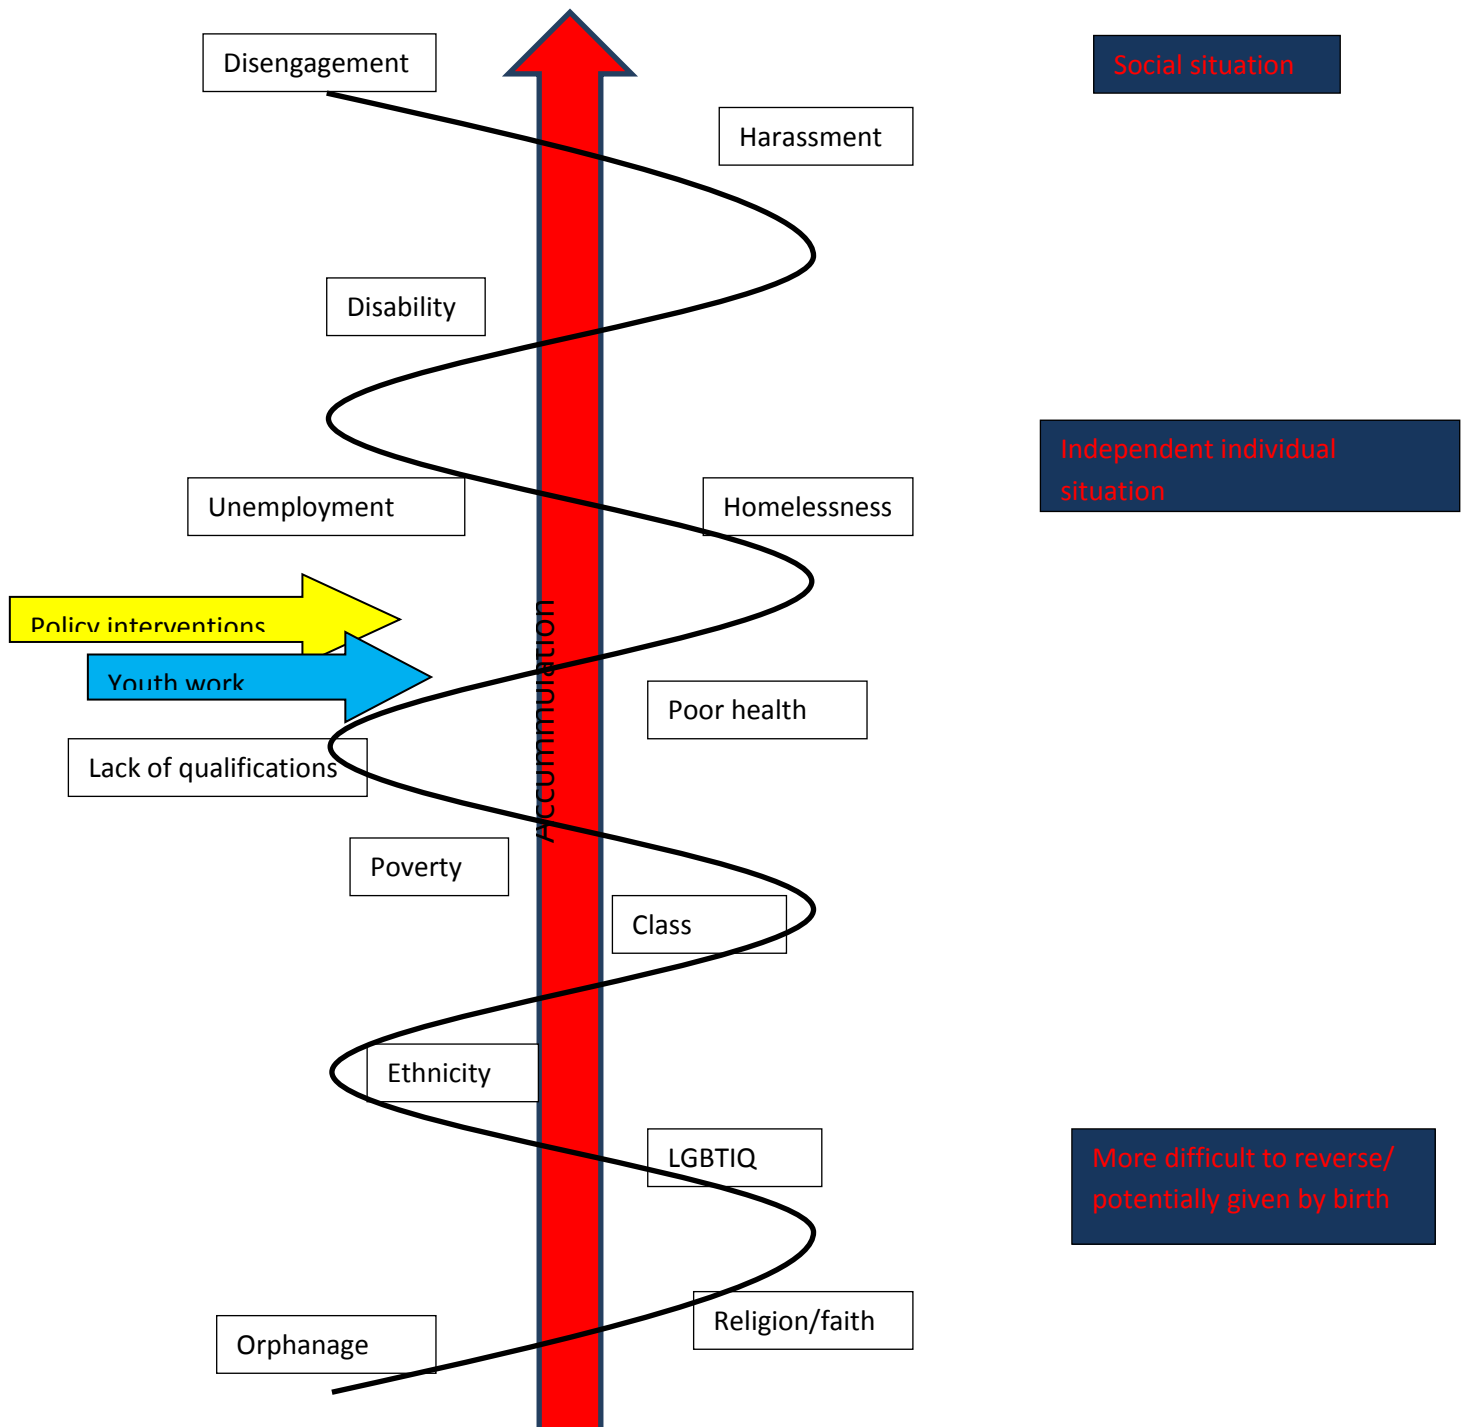 Disengagement
Social situation
Harassment
Disability
Independent individual
situation
Unemployment
Homelessness
Policy interventions
Youth work
Accummulation
Poor health
Lack of qualifications
Poverty
Class
Ethnicity
LGBTIQ
More difficult to reverse/
potentially given by birth
Religion/faith
Orphanage